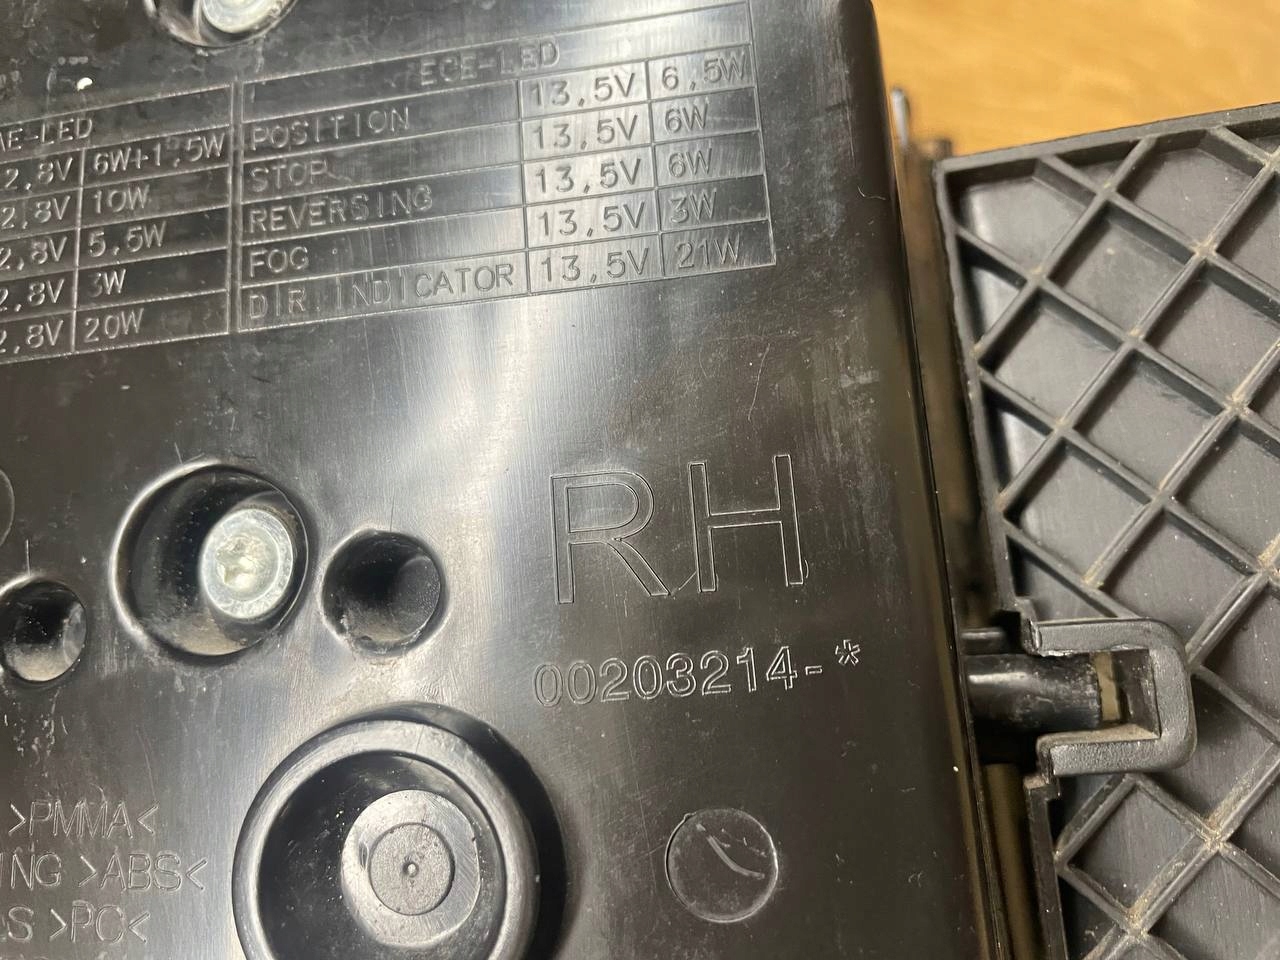 AE-LED
2,8V 6W+1,5W
2,8V 10W
2,8V 5,5W
2,8V 3W
2,8V 20W
ECE-LED
POSITION 13,5V 6,5W
STOP 13,5V 6W
REVERSING 13,5V 6W
FOG 13,5V 3W
DIR.INDICATOR 13,5V 21W
RH
00203214-*
>PMMA<
ING >ABS<
S >PC<